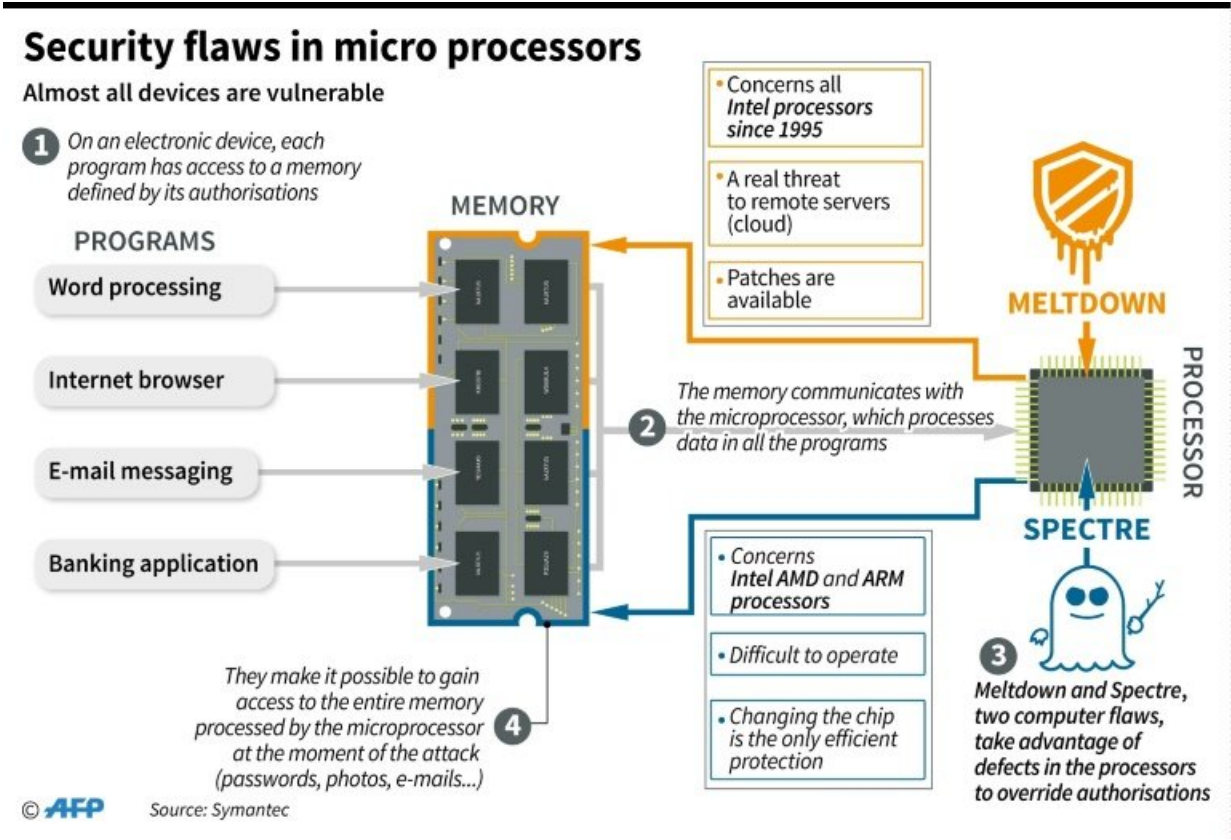 Security flaws in micro processors
Almost all devices are vulnerable
1 On an electronic device, each
program has access to a memory
defined by its authorisations
PROGRAMS
Word processing
Internet browser
E-mail messaging
Banking application
MEMORY
• Concerns all
Intel processors
since 1995
• A real threat
to remote servers
(cloud)
• Patches are
available
MELTDOWN
PROCESSOR
2 The memory communicates with
the microprocessor, which processes
data in all the programs
SPECTRE
• Concerns
Intel AMD and ARM
processors
• Difficult to operate
• Changing the chip
is the only efficient
protection
3
Meltdown and Spectre,
two computer flaws,
take advantage of
defects in the processors
to override authorisations
They make it possible to gain
access to the entire memory
processed by the microprocessor 4
at the moment of the attack
(passwords, photos, e-mails...)
© AFP
Source: Symantec